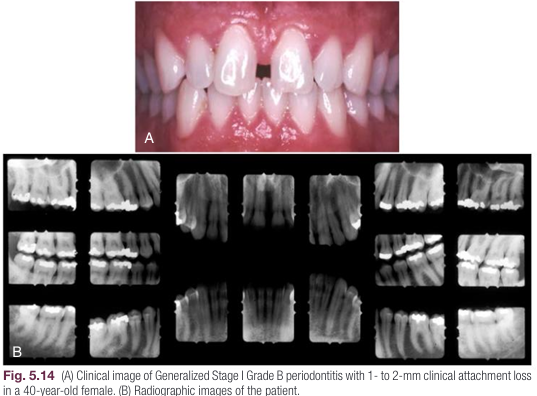 A
B
Fig. 5.14 (A) Clinical image of Generalized Stage I Grade B periodontitis with 1- to 2-mm clinical attachment loss
in a 40-year-old female. (B) Radiographic images of the patient.